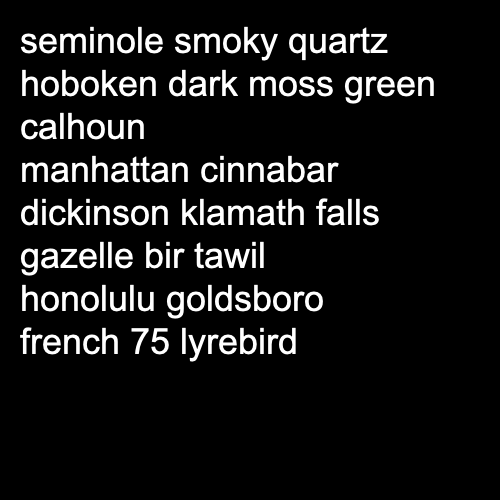 seminole smoky quartz
hoboken dark moss green
calhoun
manhattan cinnabar
dickinson klamath falls
gazelle bir tawil
honolulu goldsboro
french 75 lyrebird